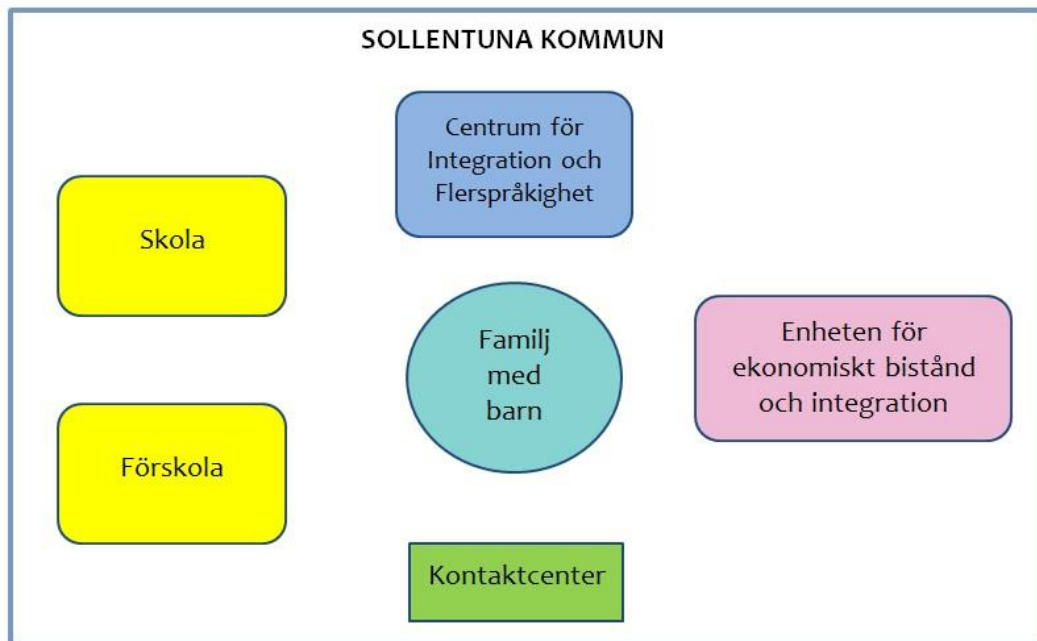 SOLLENTUNA KOMMUN
Centrum för
Integration och
Flerspråkighet
Skola
Familj
med
barn
Enheten för
ekonomiskt bistånd
och integration
Förskola
Kontaktcenter